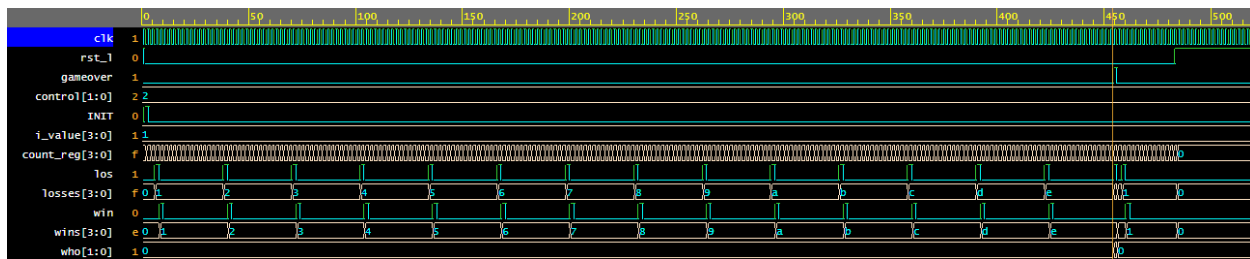 0 50 100 150 200 250 300 350 400 450 500
clk 1
rst_l 0
gameover 1
control[1:0] 2 2
INIT 0
i_value[3:0] 1 1
count_reg[3:0] f 0
los 1
losses[3:0] f 0 1 2 3 4 5 6 7 8 9 a b c d e 1 0
win 0
wins[3:0] e 0 1 2 3 4 5 6 7 8 9 a b c d e 1 0
who[1:0] 1 0 0